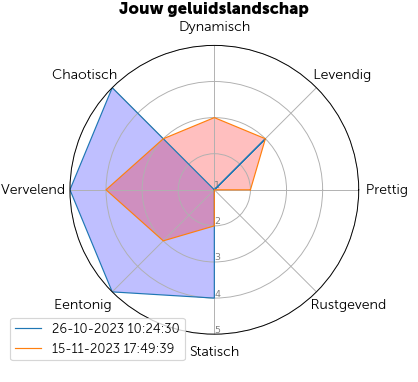 Jouw geluidslandschap
Dynamisch
Chaotisch
Levendig
Vervelend
1
Prettig
2
3
4
Eentonig
Rustgevend
5
26-10-2023 10:24:30
15-11-2023 17:49:39
Statisch